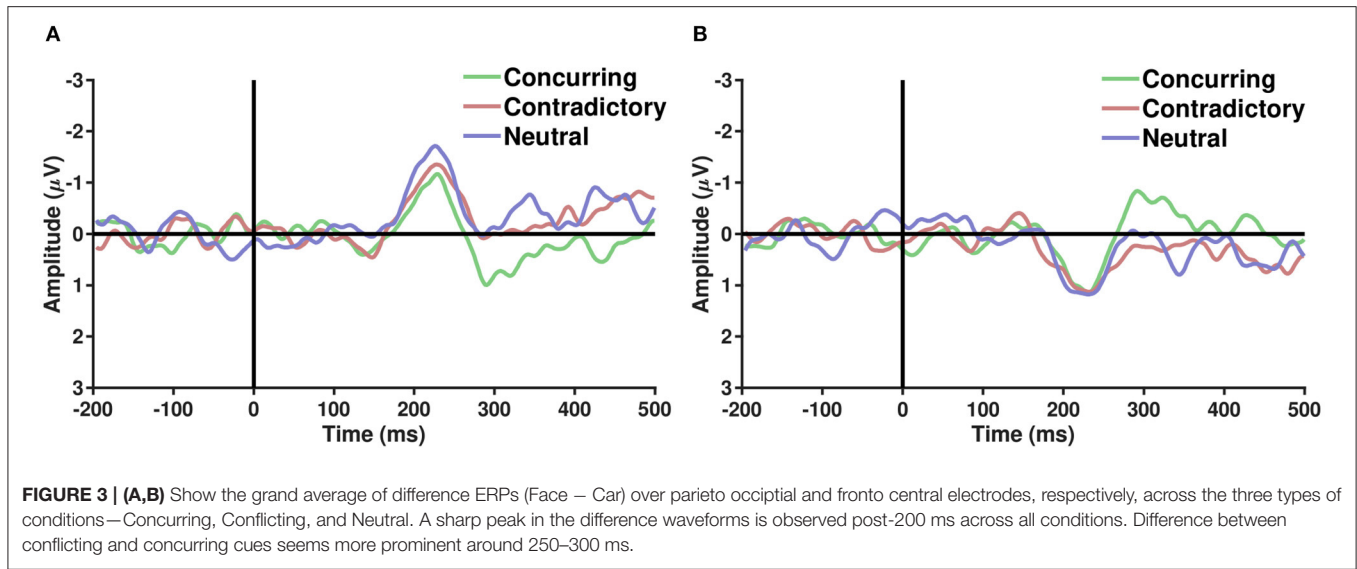 A
-3
-2
-1
0
1
2
3
Amplitude (μV)
-200 -100 0 100 200 300 400 500
Time (ms)
Concurring
Contradictory
Neutral
B
-3
-2
-1
0
1
2
3
Amplitude (μV)
-200 -100 0 100 200 300 400 500
Time (ms)
Concurring
Contradictory
Neutral
FIGURE 3 | (A,B) Show the grand average of difference ERPs (Face − Car) over parieto occiptial and fronto central electrodes, respectively, across the three types of
conditions—Concurring, Conflicting, and Neutral. A sharp peak in the difference waveforms is observed post-200 ms across all conditions. Difference between
conflicting and concurring cues seems more prominent around 250–300 ms.